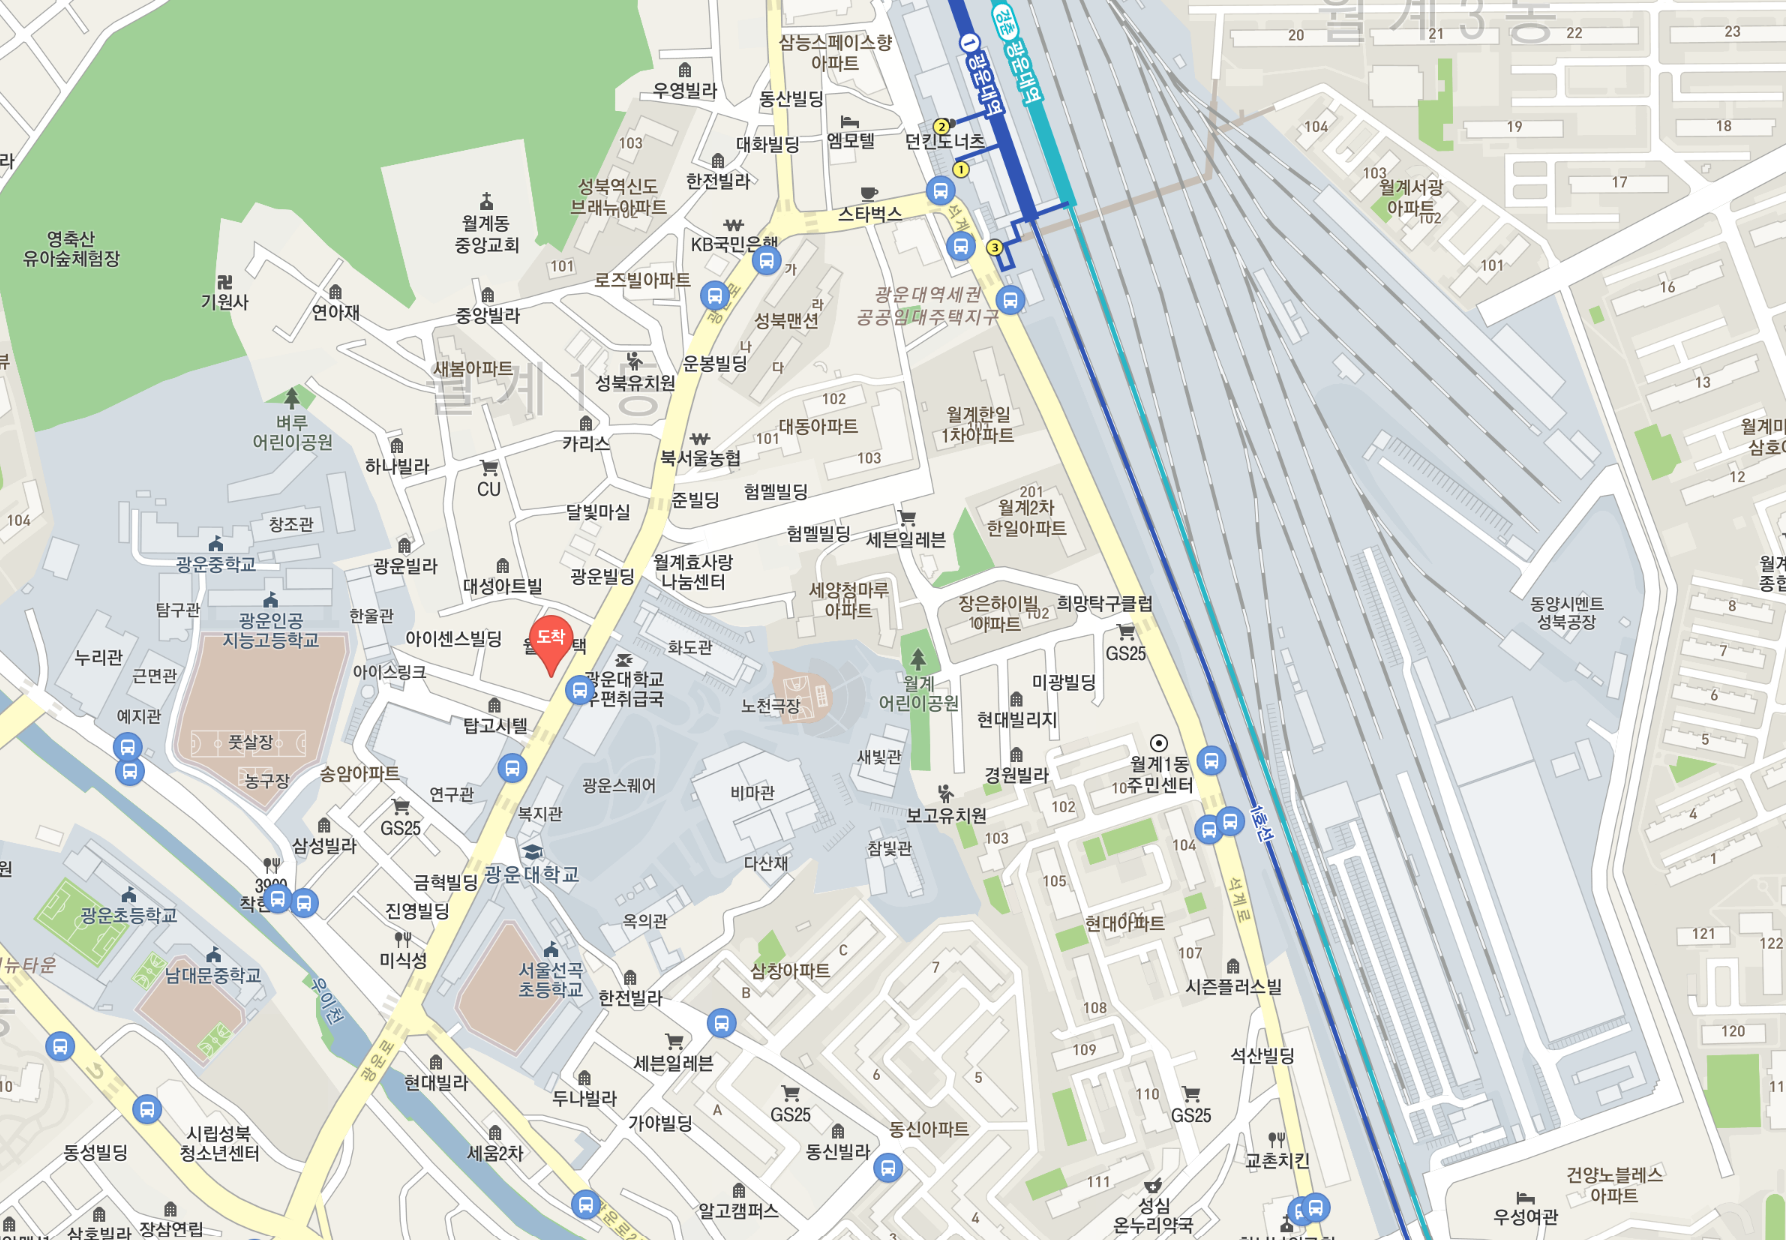 월계3동
경춘
광운대역
1
광운대역
삼능스페이스향
아파트
20
21
22
23
우영빌라
동산빌딩
2
던킨도너츠
엠모텔
대화빌딩
103
한전빌라
1
104
19
18
17
103
월계서광
아파트
102
101
성북역신도
브래뉴아파트
월계동
중앙교회
스타벅스
석계로
3
KB국민은행
영축산
유아숲체험장
101
로즈빌아파트
가
라
성북맨션
나
다
광운로
기원사
연아재
중앙빌라
광운대역세권
공공임대주택지구
16
13
12
운봉빌딩
새봄아파트
월계1동
성북유치원
102
대동아파트
101
103
월계한일
1차아파트
벼루
어린이공원
카리스
하나빌라
CU
북서울농협
준빌딩
험멜빌딩
201
월계2차
한일아파트
104
창조관
달빛마실
험멜빌딩
세븐일레븐
광운중학교
광운빌라
대성아트빌
광운빌딩
월계효사랑
나눔센터
세양청마루
아파트
장은하이빌
아파트
102
희망탁구클럽
동양시멘트
성북공장
8
7
6
5
4
1
탐구관
광운인공
지능고등학교
한울관
아이센스빌딩
도착
화도관
GS25
누리관
근면관
아이스링크
광운대학교
우편취급국
노천극장
월계
어린이공원
미광빌딩
예지관
탑고시텔
현대빌리지
풋살장
농구장
송암아파트
연구관
광운스퀘어
비마관
새빛관
경원빌라
월계1동
주민센터
복지관
GS25
102
보고유치원
1호선
삼성빌라
103
104
다산재
참빛관
금혁빌딩
광운대학교
105
석계로
광운초등학교
진영빌딩
옥의관
현대아파트
121
122
미식성
C
107
남대문중학교
서울선곡
초등학교
삼창아파트
7
시즌플러스빌
우이천
한전빌라
B
108
120
세븐일레븐
109
석산빌딩
광운로
현대빌라
6
5
두나빌라
A
GS25
110
GS25
가야빌딩
동신아파트
시립성북
청소년센터
동성빌딩
세움2차
동신빌라
교촌치킨
111
건양노블레스
아파트
성심
온누리약국
우성여관
알고캠퍼스
4
삼호빌라
장삼연립